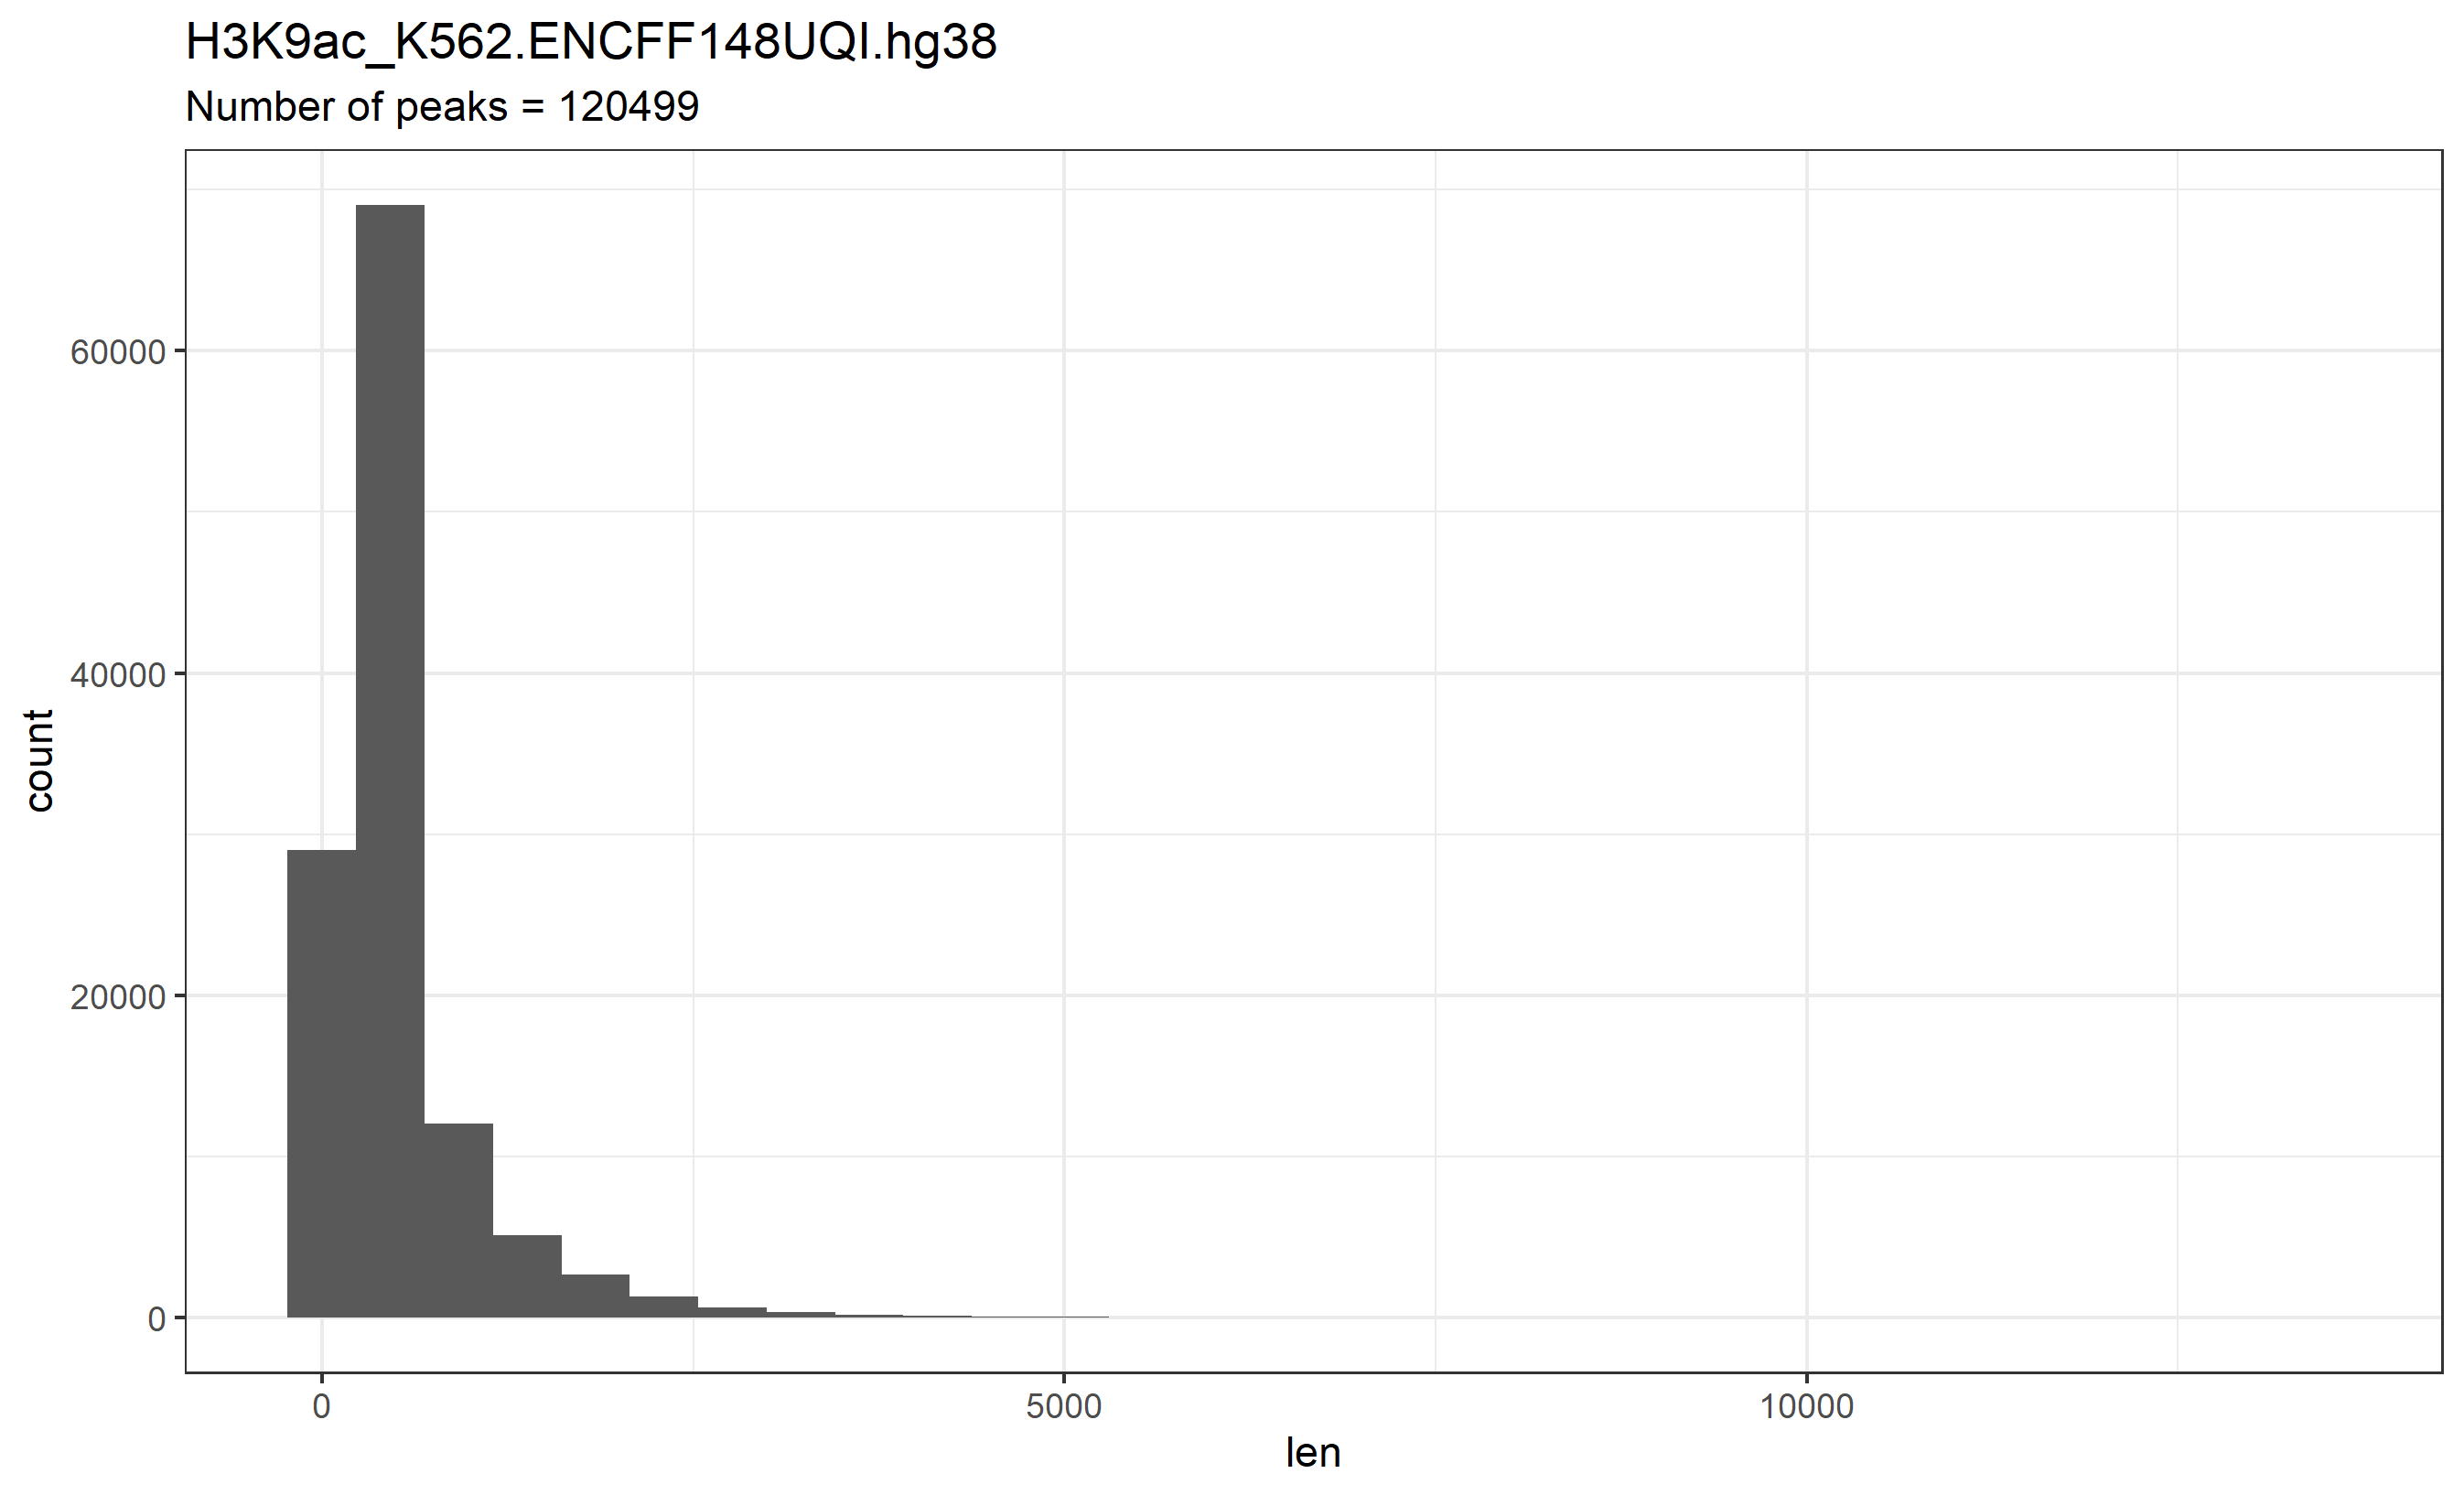 H3K9ac_K562.ENCFF148UQI.hg38
Number of peaks = 120499
60000
40000
20000
0
count
0 5000 10000
len